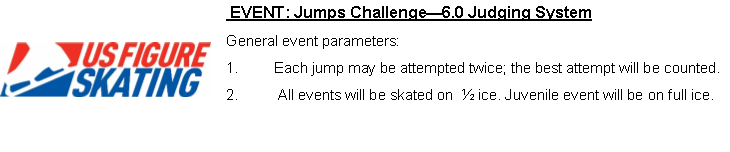 EVENT: Jumps Challenge—6.0 Judging System
General event parameters:
1. Each jump may be attempted twice; the best attempt will be counted.
2. All events will be skated on ½ ice. Juvenile event will be on full ice.
US FIGURE
SKATING